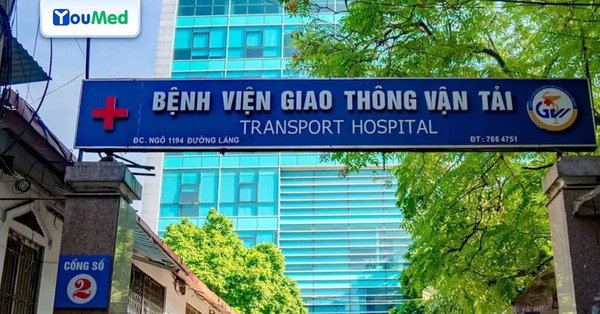 YouMed
BỆNH VIỆN GIAO THÔNG VẬN TẢI
TRANSPORT HOSPITAL
ĐC. NGÕ 1194 ĐƯỜNG LÁNG
ĐT : 766 4751
CỔNG SỐ
2